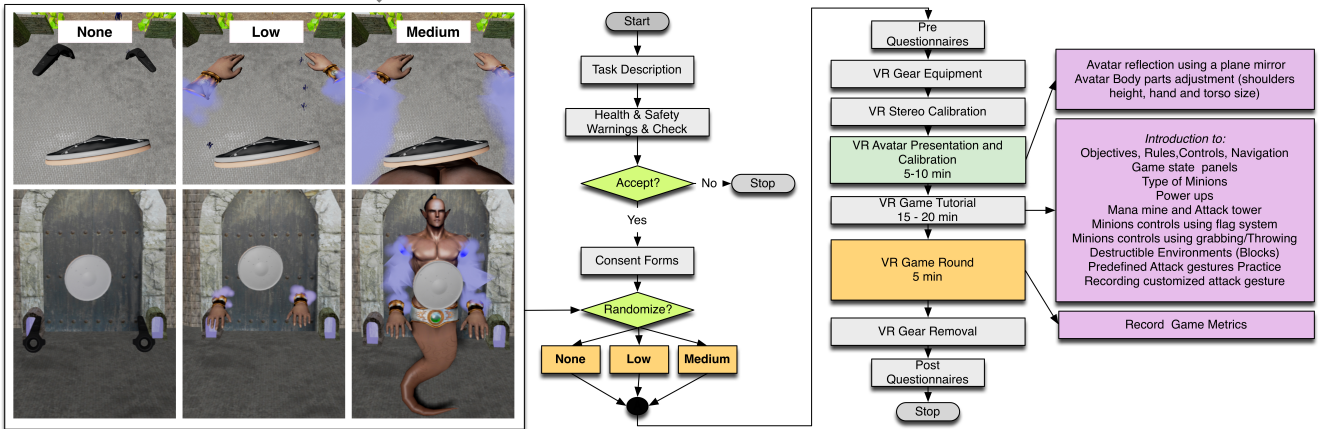 None
Low
Medium
Start
Task Description
Health & Safety
Warnings & Check
Accept?
No
Stop
Yes
Consent Forms
Randomize?
None
Low
Medium
Pre
Questionnaires
VR Gear Equipment
VR Stereo Calibration
VR Avatar Presentation and
Calibration
5-10 min
VR Game Tutorial
15 - 20 min
VR Game Round
5 min
VR Gear Removal
Post
Questionnaires
Stop
Avatar reflection using a plane mirror
Avatar Body parts adjustment (shoulders
height, hand and torso size)
Introduction to:
Objectives, Rules,Controls, Navigation
Game state panels
Type of Minions
Power ups
Mana mine and Attack tower
Minions controls using flag system
Minions controls using grabbing/Throwing
Destructible Environments (Blocks)
Predefined Attack gestures Practice
Recording customized attack gesture
Record Game Metrics